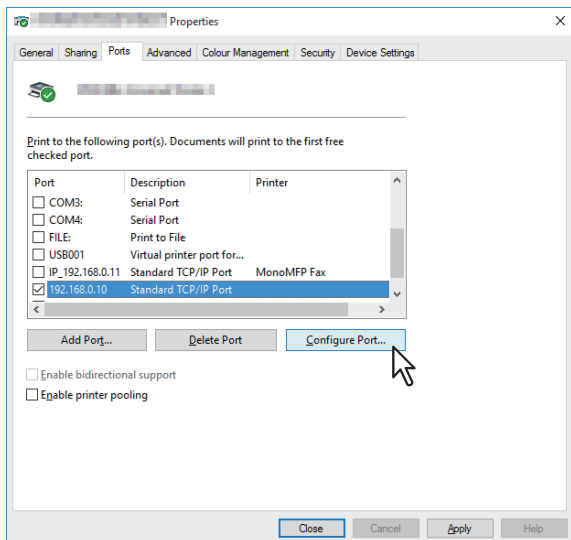 Properties
General Sharing Ports Advanced Colour Management Security Device Settings
Print to the following port(s). Documents will print to the first free
checked port.
Port Description Printer
COM3: Serial Port
COM4: Serial Port
FILE: Print to File
USB001 Virtual printer port for...
IP_192.168.0.11 Standard TCP/IP Port MonoMFP Fax
192.168.0.10 Standard TCP/IP Port
Add Port... Delete Port Configure Port...
Enable bidirectional support
Enable printer pooling
Close Cancel Apply Help